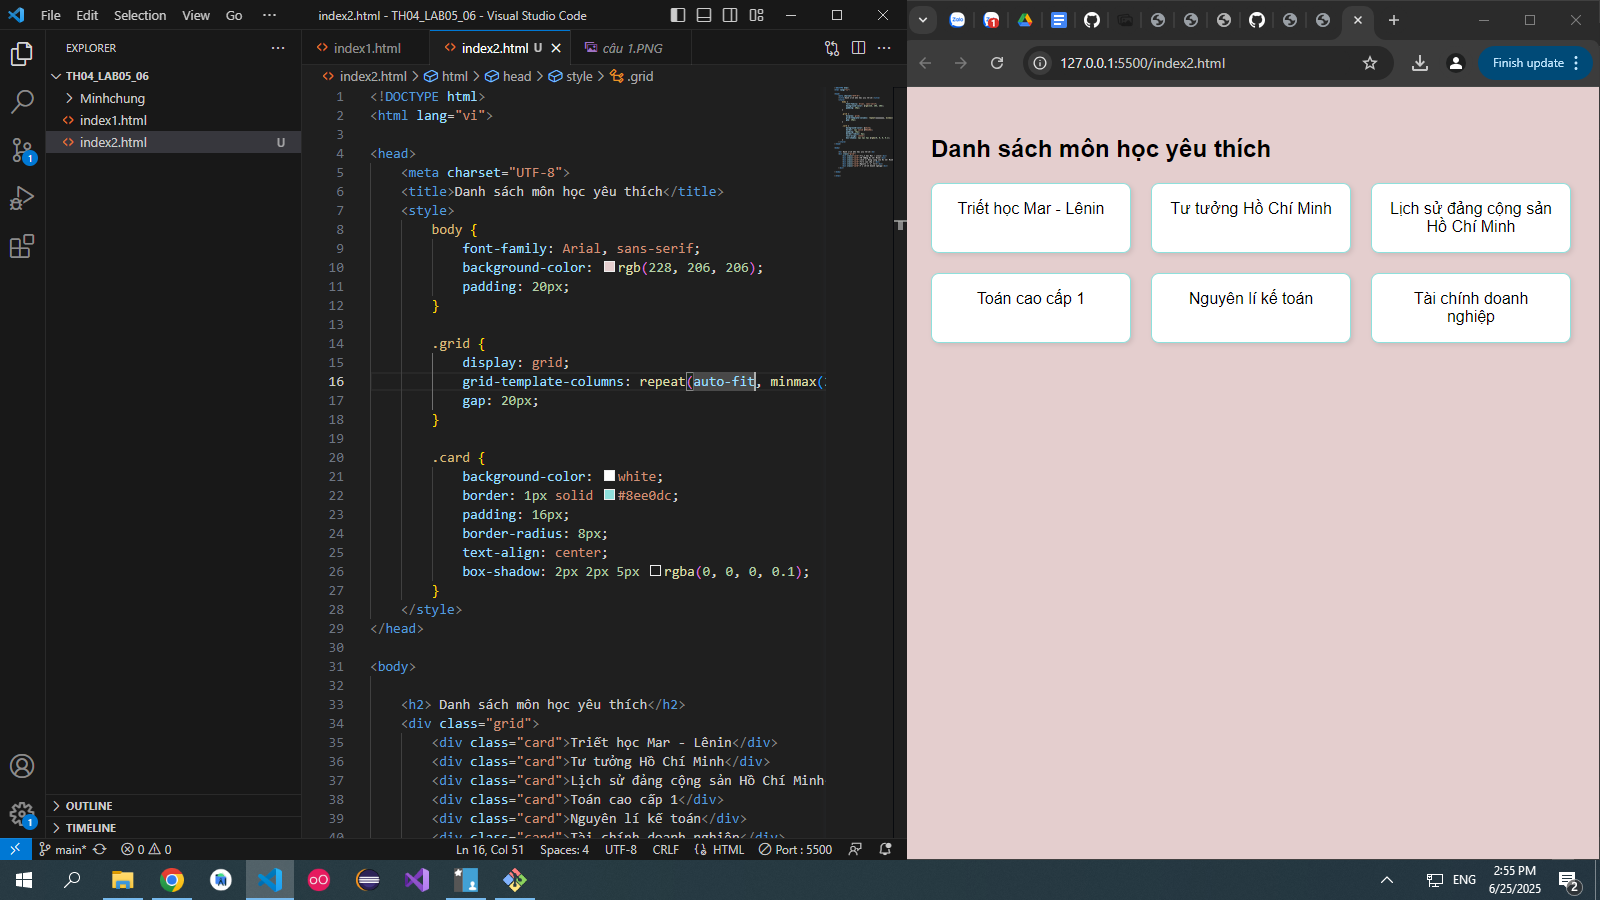 File Edit Selection View Go ··· index2.html - TH04_LAB05_06 - Visual Studio Code
EXPLORER ···
index1.html
index2.html U
câu 1.PNG
index2.html > html > head > style > .grid
TH04_LAB05_06
Minhchung
index1.html
index2.html U
1 <!DOCTYPE html>
2 <html lang="vi">
3
4 <head>
5 <meta charset="UTF-8">
6 <title>Danh sách môn học yêu thích</title>
7 <style>
8 body {
9 font-family: Arial, sans-serif;
10 background-color: rgb(228, 206, 206);
11 padding: 20px;
12 }
13
14 .grid {
15 display: grid;
16 grid-template-columns: repeat(auto-fit, minmax(
17 gap: 20px;
18 }
19
20 .card {
21 background-color: white;
22 border: 1px solid #8ee0dc;
23 padding: 16px;
24 border-radius: 8px;
25 text-align: center;
26 box-shadow: 2px 2px 5px rgba(0, 0, 0, 0.1);
27 }
28 </style>
29 </head>
30
31 <body>
32
33 <h2> Danh sách môn học yêu thích</h2>
34 <div class="grid">
35 <div class="card">Triết học Mar - Lênin</div>
36 <div class="card">Tư tưởng Hồ Chí Minh</div>
37 <div class="card">Lịch sử đảng cộng sản Hồ Chí Minh
38 <div class="card">Toán cao cấp 1</div>
39 <div class="card">Nguyên lí kế toán</div>
40 <div class="card">Tài chính doanh nghiệp</div>
OUTLINE
TIMELINE
1
1
main* 0 0 Ln 16, Col 51 Spaces: 4 UTF-8 CRLF HTML Port : 5500
Zalo
1
127.0.0.1:5500/index2.html
Finish update
Danh sách môn học yêu thích
Triết học Mar - Lênin
Tư tưởng Hồ Chí Minh
Lịch sử đảng cộng sản
Hồ Chí Minh
Toán cao cấp 1
Nguyên lí kế toán
Tài chính doanh
nghiệp
ENG
2:55 PM
6/25/2025
2